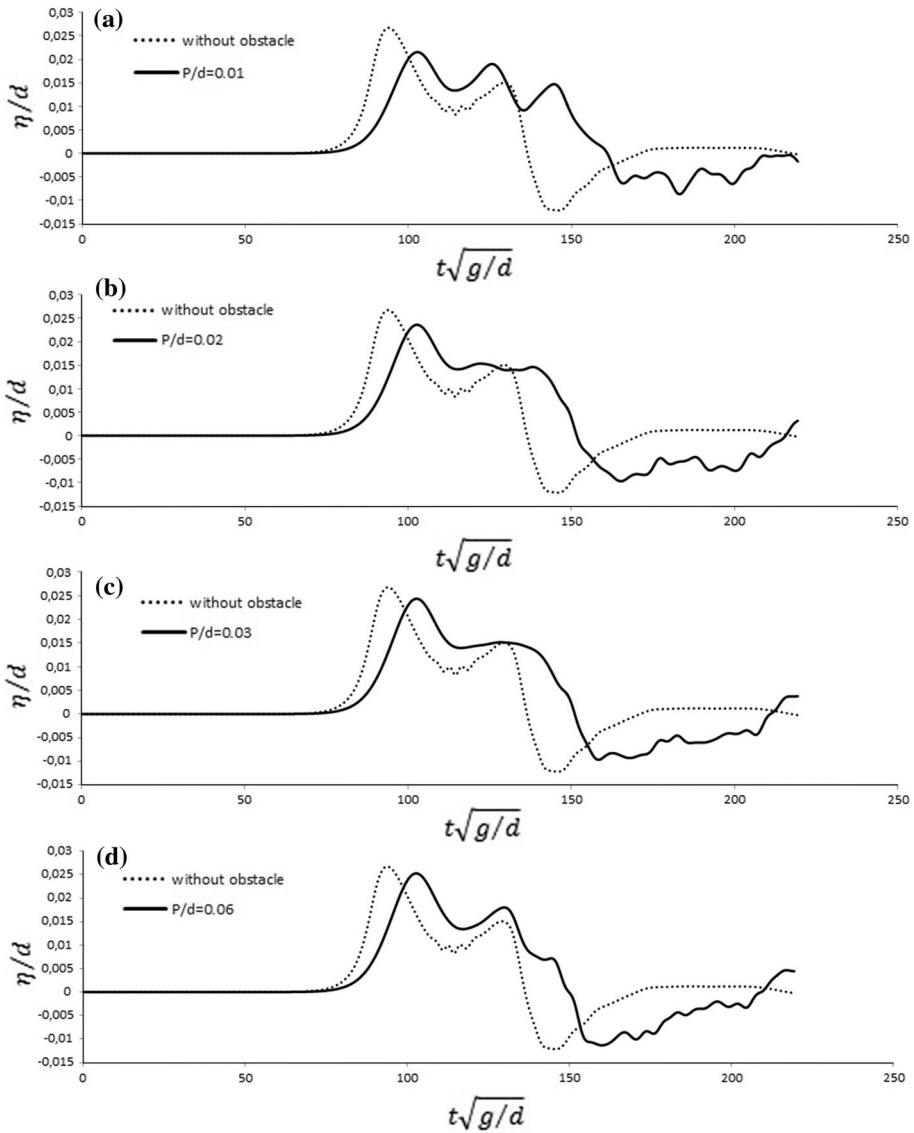 (a)
0,03
0,025
0,02
0,015
0,01
0,005
0
-0,005
-0,01
-0,015
η/d
without obstacle
P/d=0.01
0 50 100 150 200 250
t√g/d
(b)
0,03
0,025
0,02
0,015
0,01
0,005
0
-0,005
-0,01
-0,015
η/d
without obstacle
P/d=0.02
0 50 100 150 200 250
t√g/d
(c)
0,03
0,025
0,02
0,015
0,01
0,005
0
-0,005
-0,01
-0,015
η/d
without obstacle
P/d=0.03
0 50 100 150 200 250
t√g/d
(d)
0,03
0,025
0,02
0,015
0,01
0,005
0
-0,005
-0,01
-0,015
η/d
without obstacle
P/d=0.06
0 50 100 150 200 250
t√g/d